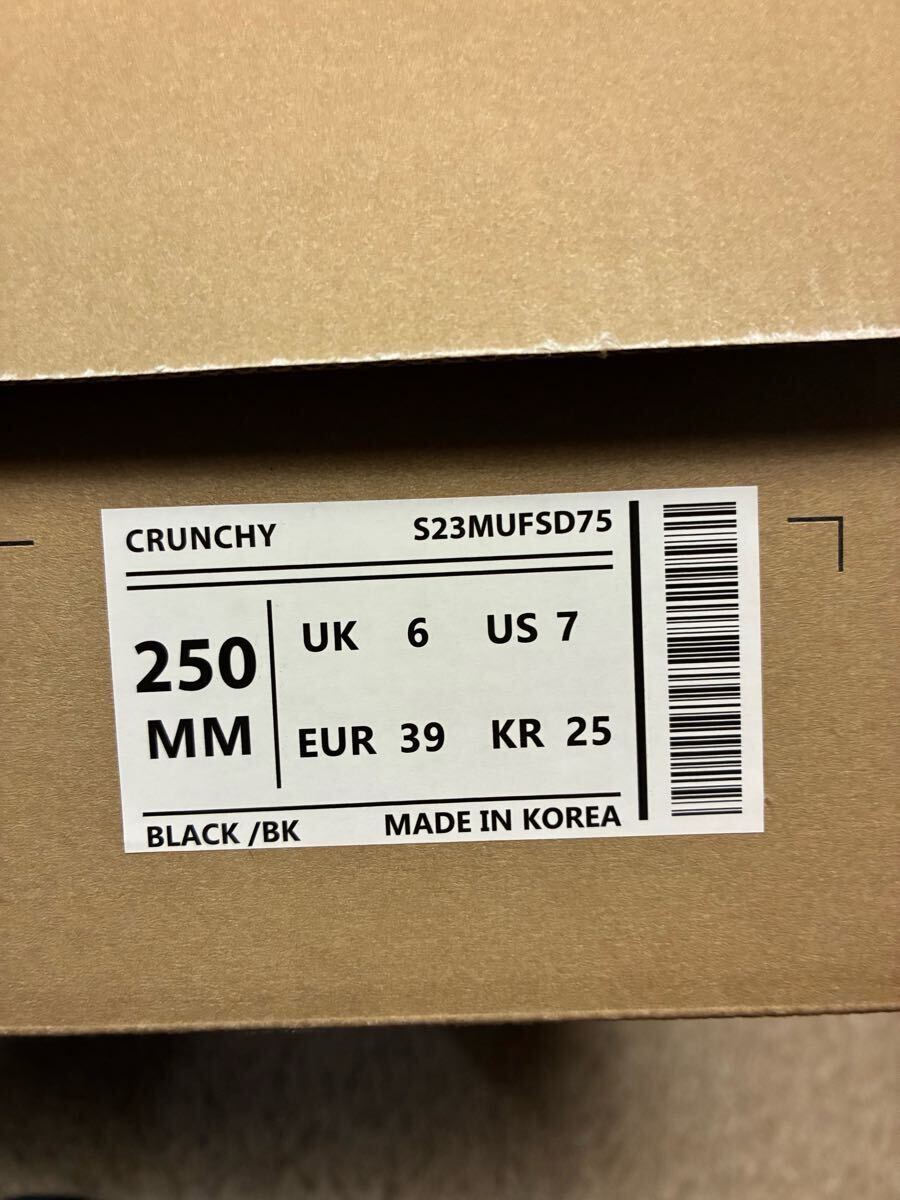 CRUNCHY S23MUFSD75
250 MM
UK 6 US 7
EUR 39 KR 25
BLACK /BK MADE IN KOREA